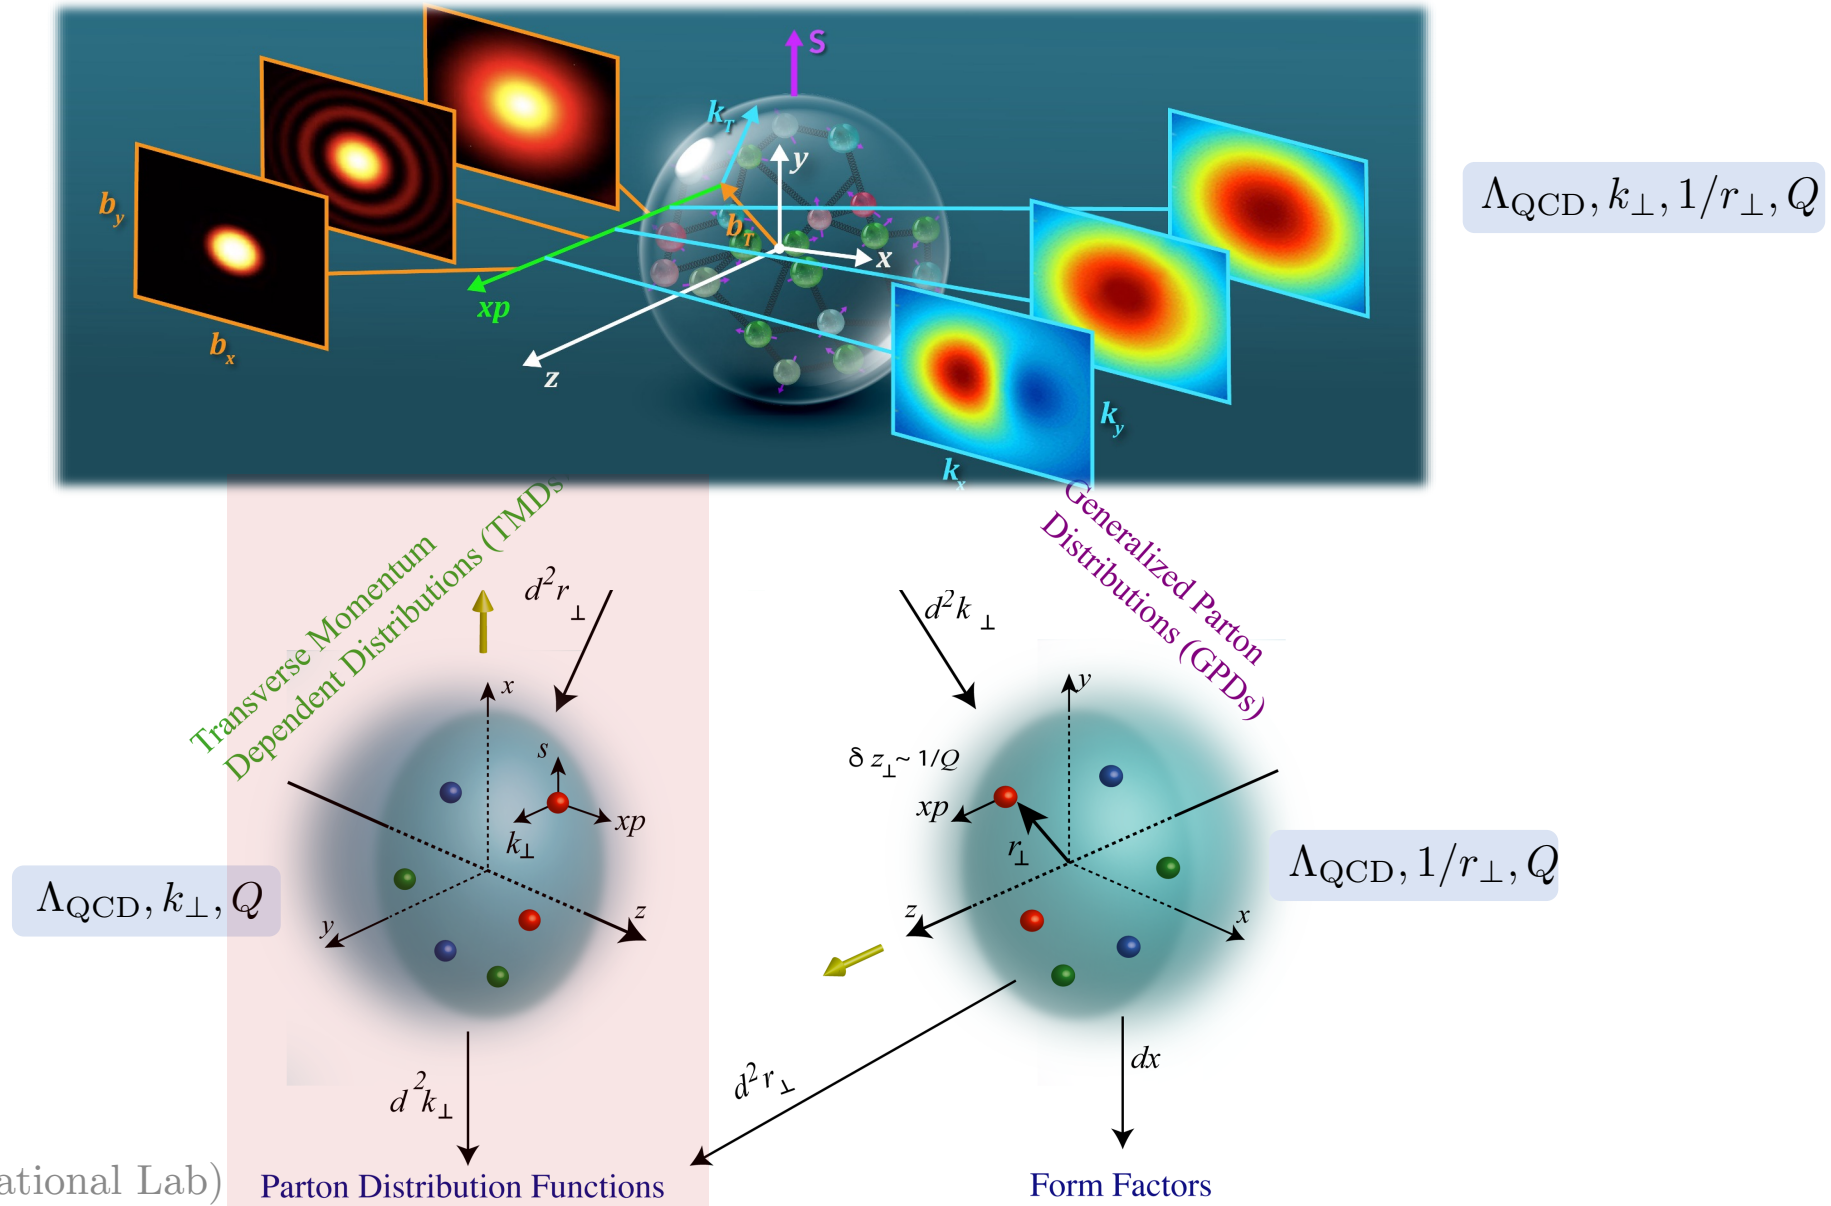 S
k_T
y
b_y
b_T
x
xp
b_x
z
k_y
k_x
Λ_QCD, k_⊥, 1/r_⊥, Q
Transverse Momentum
Dependent Distributions (TMDs
Generalized Parton
Distributions (GPDs)
d²r_⊥
d²k_⊥
x
s
xp
k_⊥
y
z
Λ_QCD, k_⊥, Q
y
δ z_⊥ ~ 1/Q
xp
r_⊥
z
x
Λ_QCD, 1/r_⊥, Q
d²k_⊥
d²r_⊥
dx
ational Lab)
Parton Distribution Functions
Form Factors